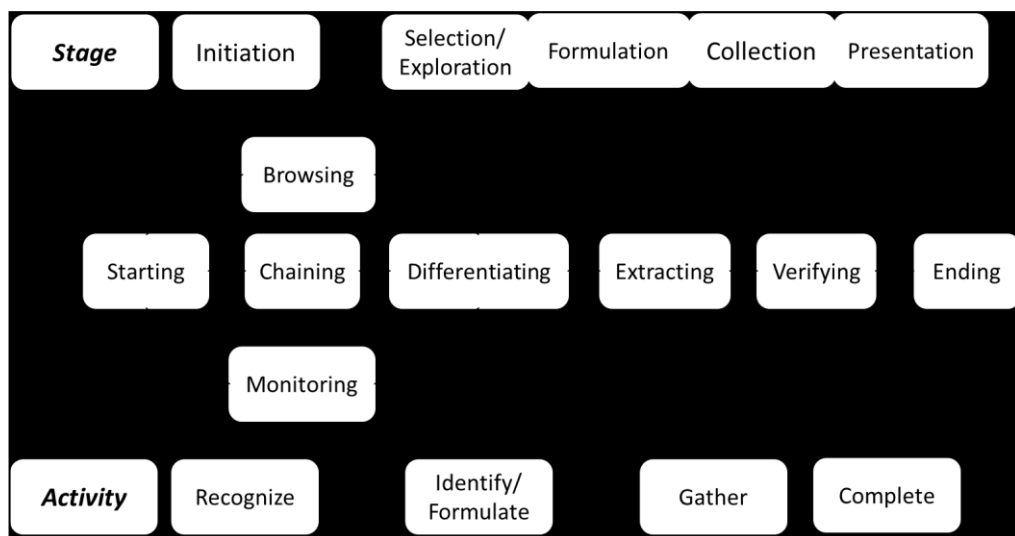 Stage
Initiation
Selection/
Exploration
Formulation
Collection
Presentation
Browsing
Starting
Chaining
Differentiating
Extracting
Verifying
Ending
Monitoring
Activity
Recognize
Identify/
Formulate
Gather
Complete